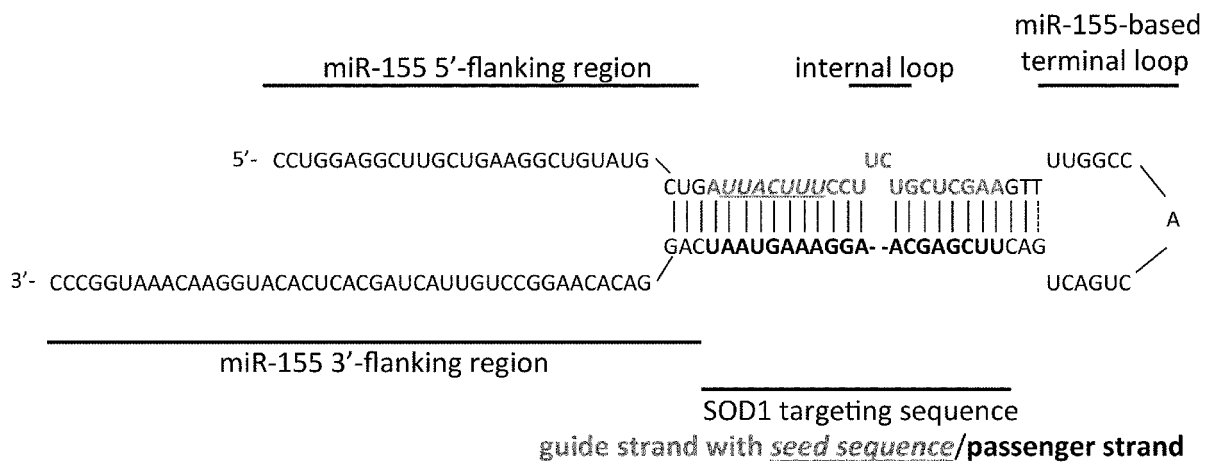 miR-155-based
miR-155 5’-flanking region internal loop terminal loop
5’- CCUGGAGGCUUGCUGAAGGCUGUAUG UC UUGGCC
CUGAUUACUUUCCU UGCUCGAAGTT
A
GACUAAUGAAAGGA- -ACGAGCUUCAG
3’- CCCGGUAAACAAGGUACACUCACGAUCAUUGUCCGGAACACAG UCAGUC
miR-155 3’-flanking region
SOD1 targeting sequence
guide strand with seed sequence/passenger strand